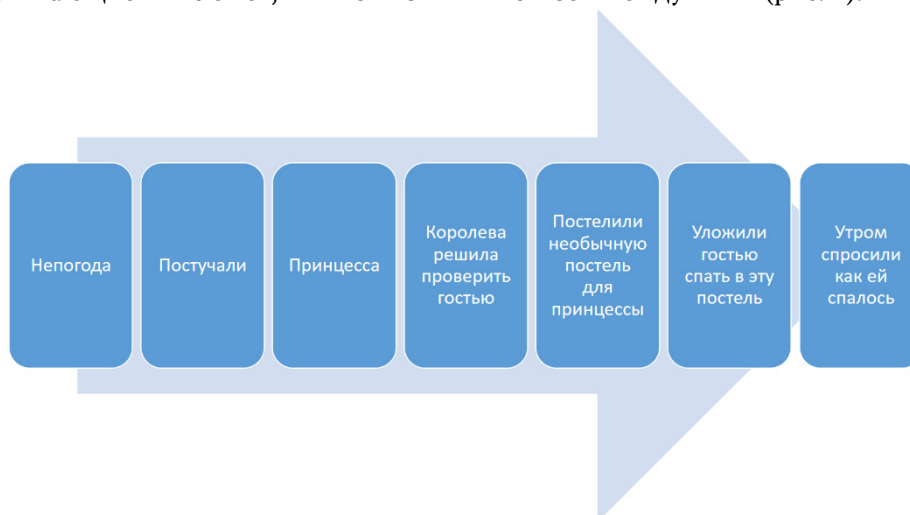 Непогода
Постучали
Принцесса
Королева
решила
проверить
гостью
Постелили
необычную
постель
для
принцессы
Уложили
гостью
спать в эту
постель
Утром
спросили
как ей
спалось